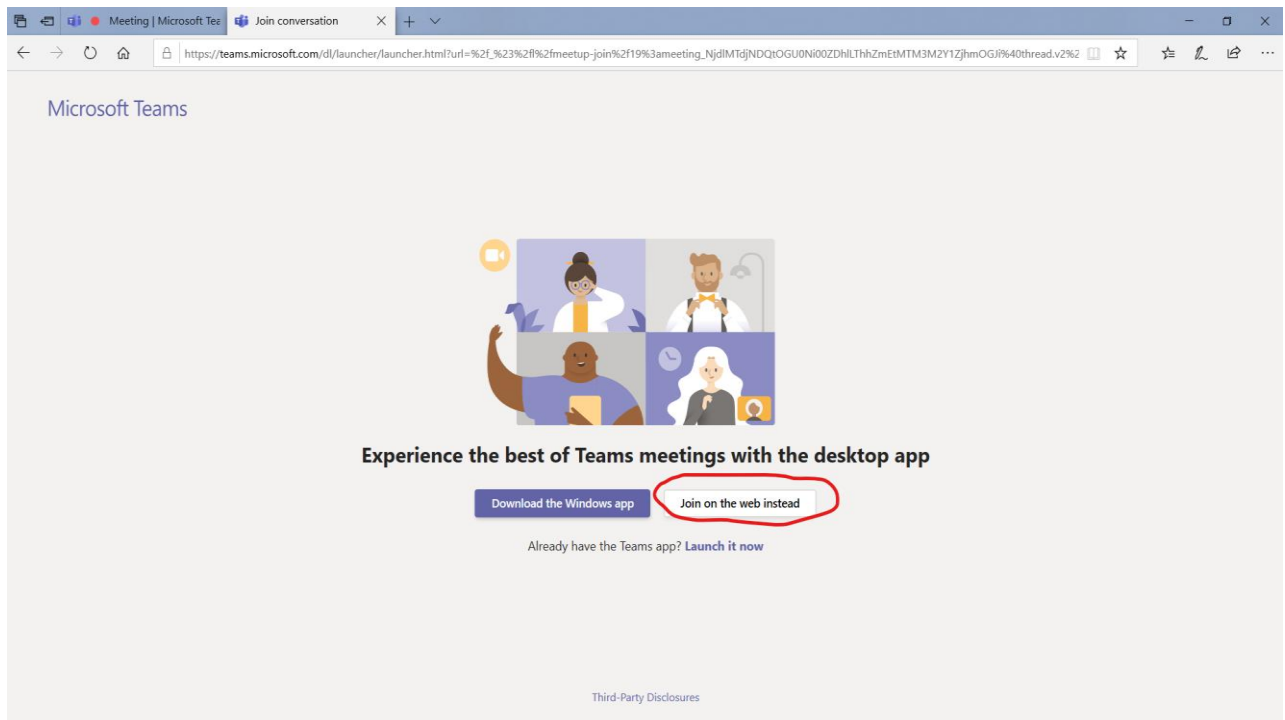 Meeting | Microsoft Tea
Join conversation
https://teams.microsoft.com/dl/launcher/launcher.html?url=%2f_%23%2fl%2fmeetup-join%2f19%3ameeting_NjdlMTdjNDQtOGU0Ni00ZDhlLThhZmEtMTM3M2Y1ZjhmOGJi%40thread.v2%2
Microsoft Teams
Experience the best of Teams meetings with the desktop app
Download the Windows app
Join on the web instead
Already have the Teams app? Launch it now
Third-Party Disclosures